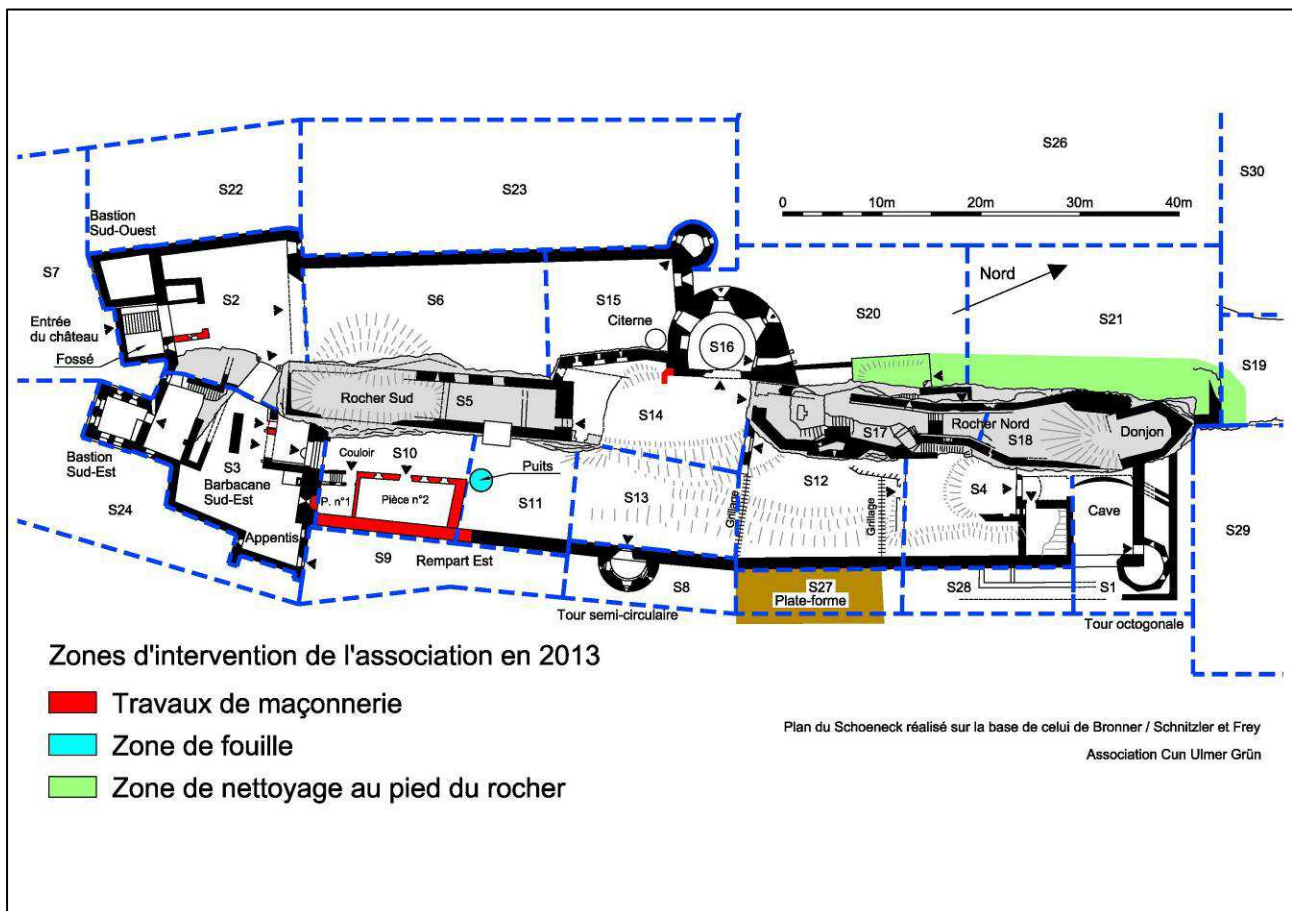 S26
S30
S22
S23
0
10m
20m
30m
40m
Bastion
Sud-Ouest
S7
S2
S6
S15
Nord
S20
S21
Entrée
du château
Citerne
S16
Fossé
S19
Rocher Sud
S5
S14
Rocher Nord
S17
S18
Donjon
Bastion
Sud-Est
S3
Barbacane
Sud-Est
Couloir
S10
Puits
S12
S4
Cave
P. n°1
Pièce n°2
S11
S13
Grillage
Grillage
S24
Appentis
S9
Rempart Est
S8
S27
Plate-forme
S28
S1
S29
Tour semi-circulaire
Tour octogonale
Zones d'intervention de l'association en 2013
Travaux de maçonnerie
Zone de fouille
Zone de nettoyage au pied du rocher
Plan du Schoeneck réalisé sur la base de celui de Bronner / Schnitzler et Frey
Association Cun Ulmer Grün